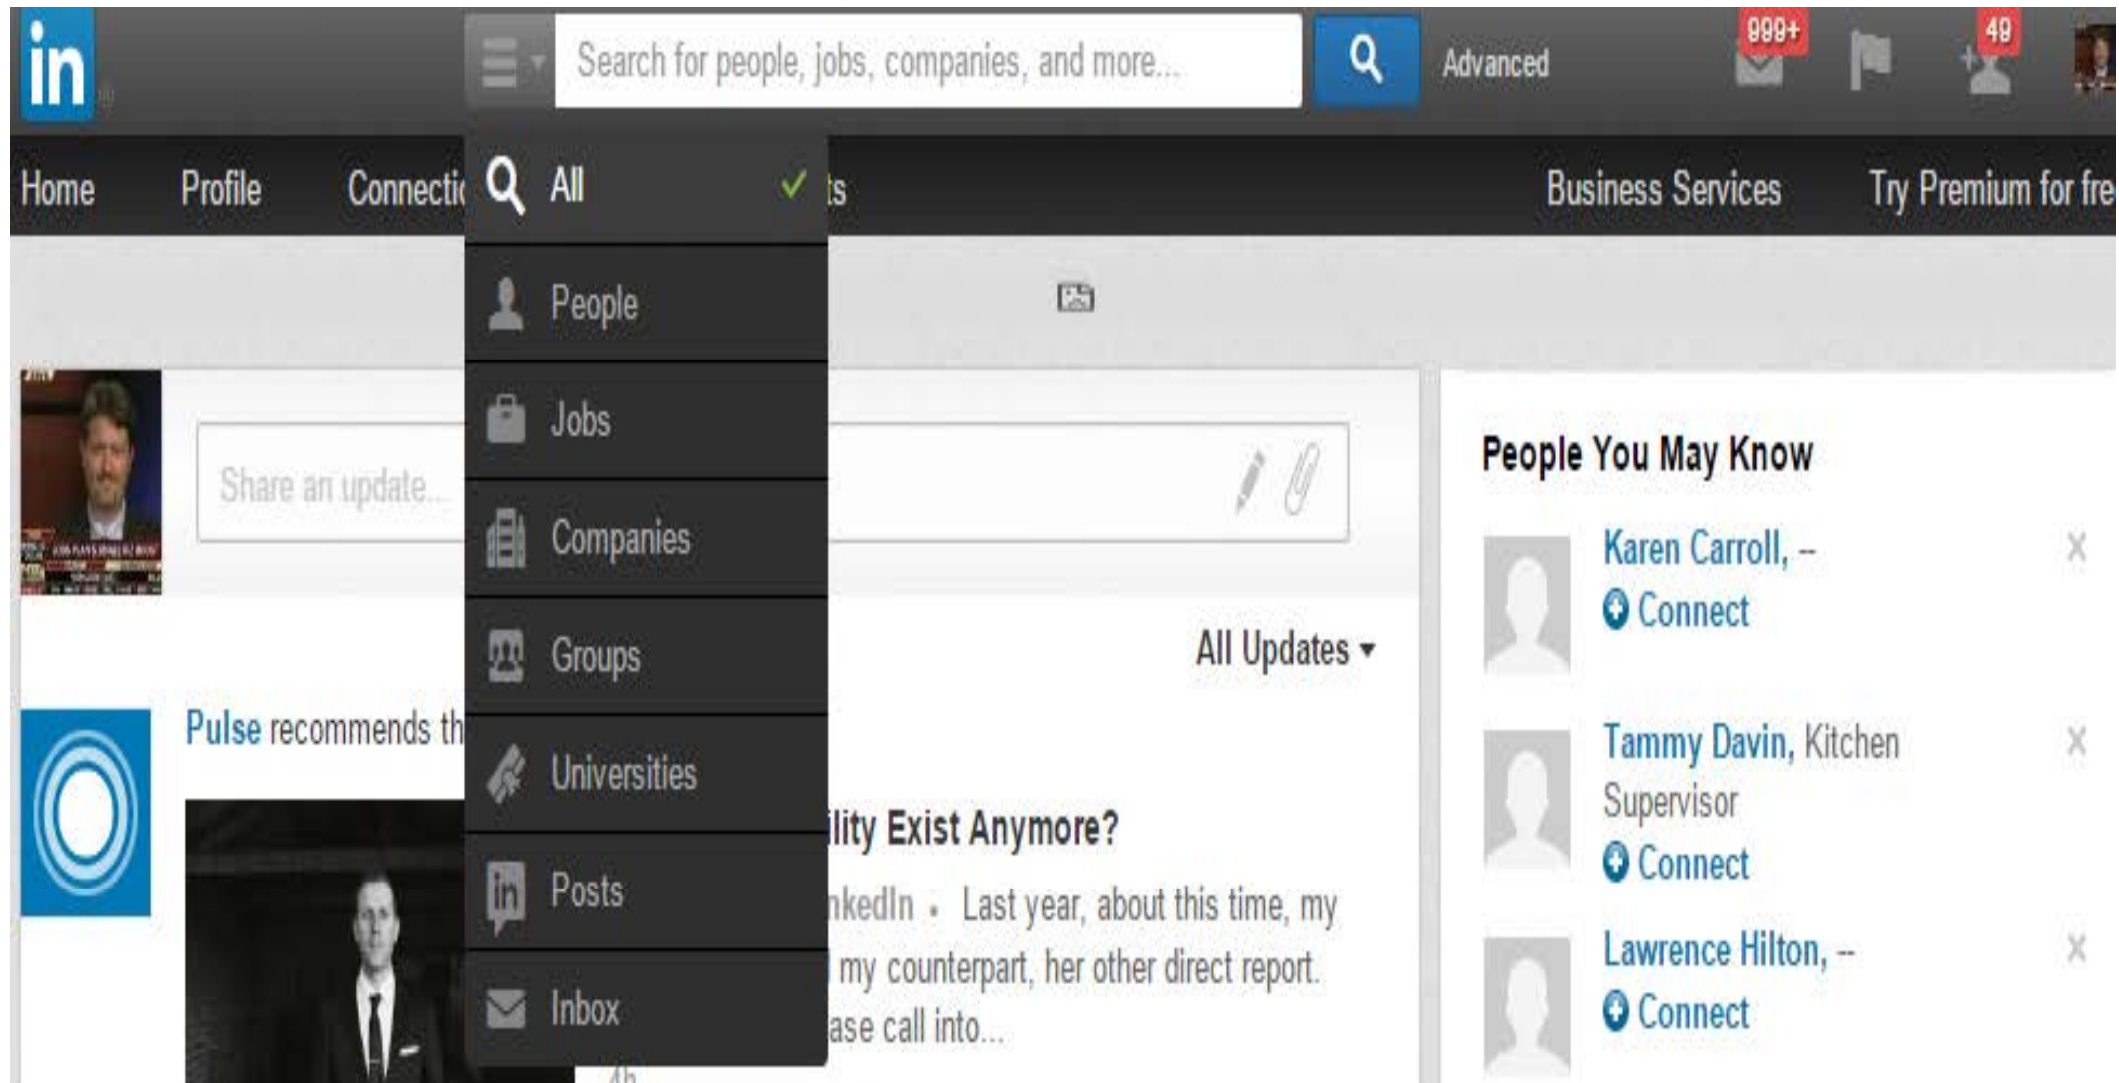 in
Search for people, jobs, companies, and more...
Advanced
999+
49
Home
Profile
Connectio
ts
Business Services
Try Premium for fre
All
People
Jobs
Companies
Groups
Universities
Posts
Inbox
Share an update...
All Updates
Pulse recommends th
ility Exist Anymore?
nkedIn • Last year, about this time, my
my counterpart, her other direct report.
ase call into...
4h
People You May Know
Karen Carroll, --
Connect
Tammy Davin, Kitchen
Supervisor
Connect
Lawrence Hilton, --
Connect